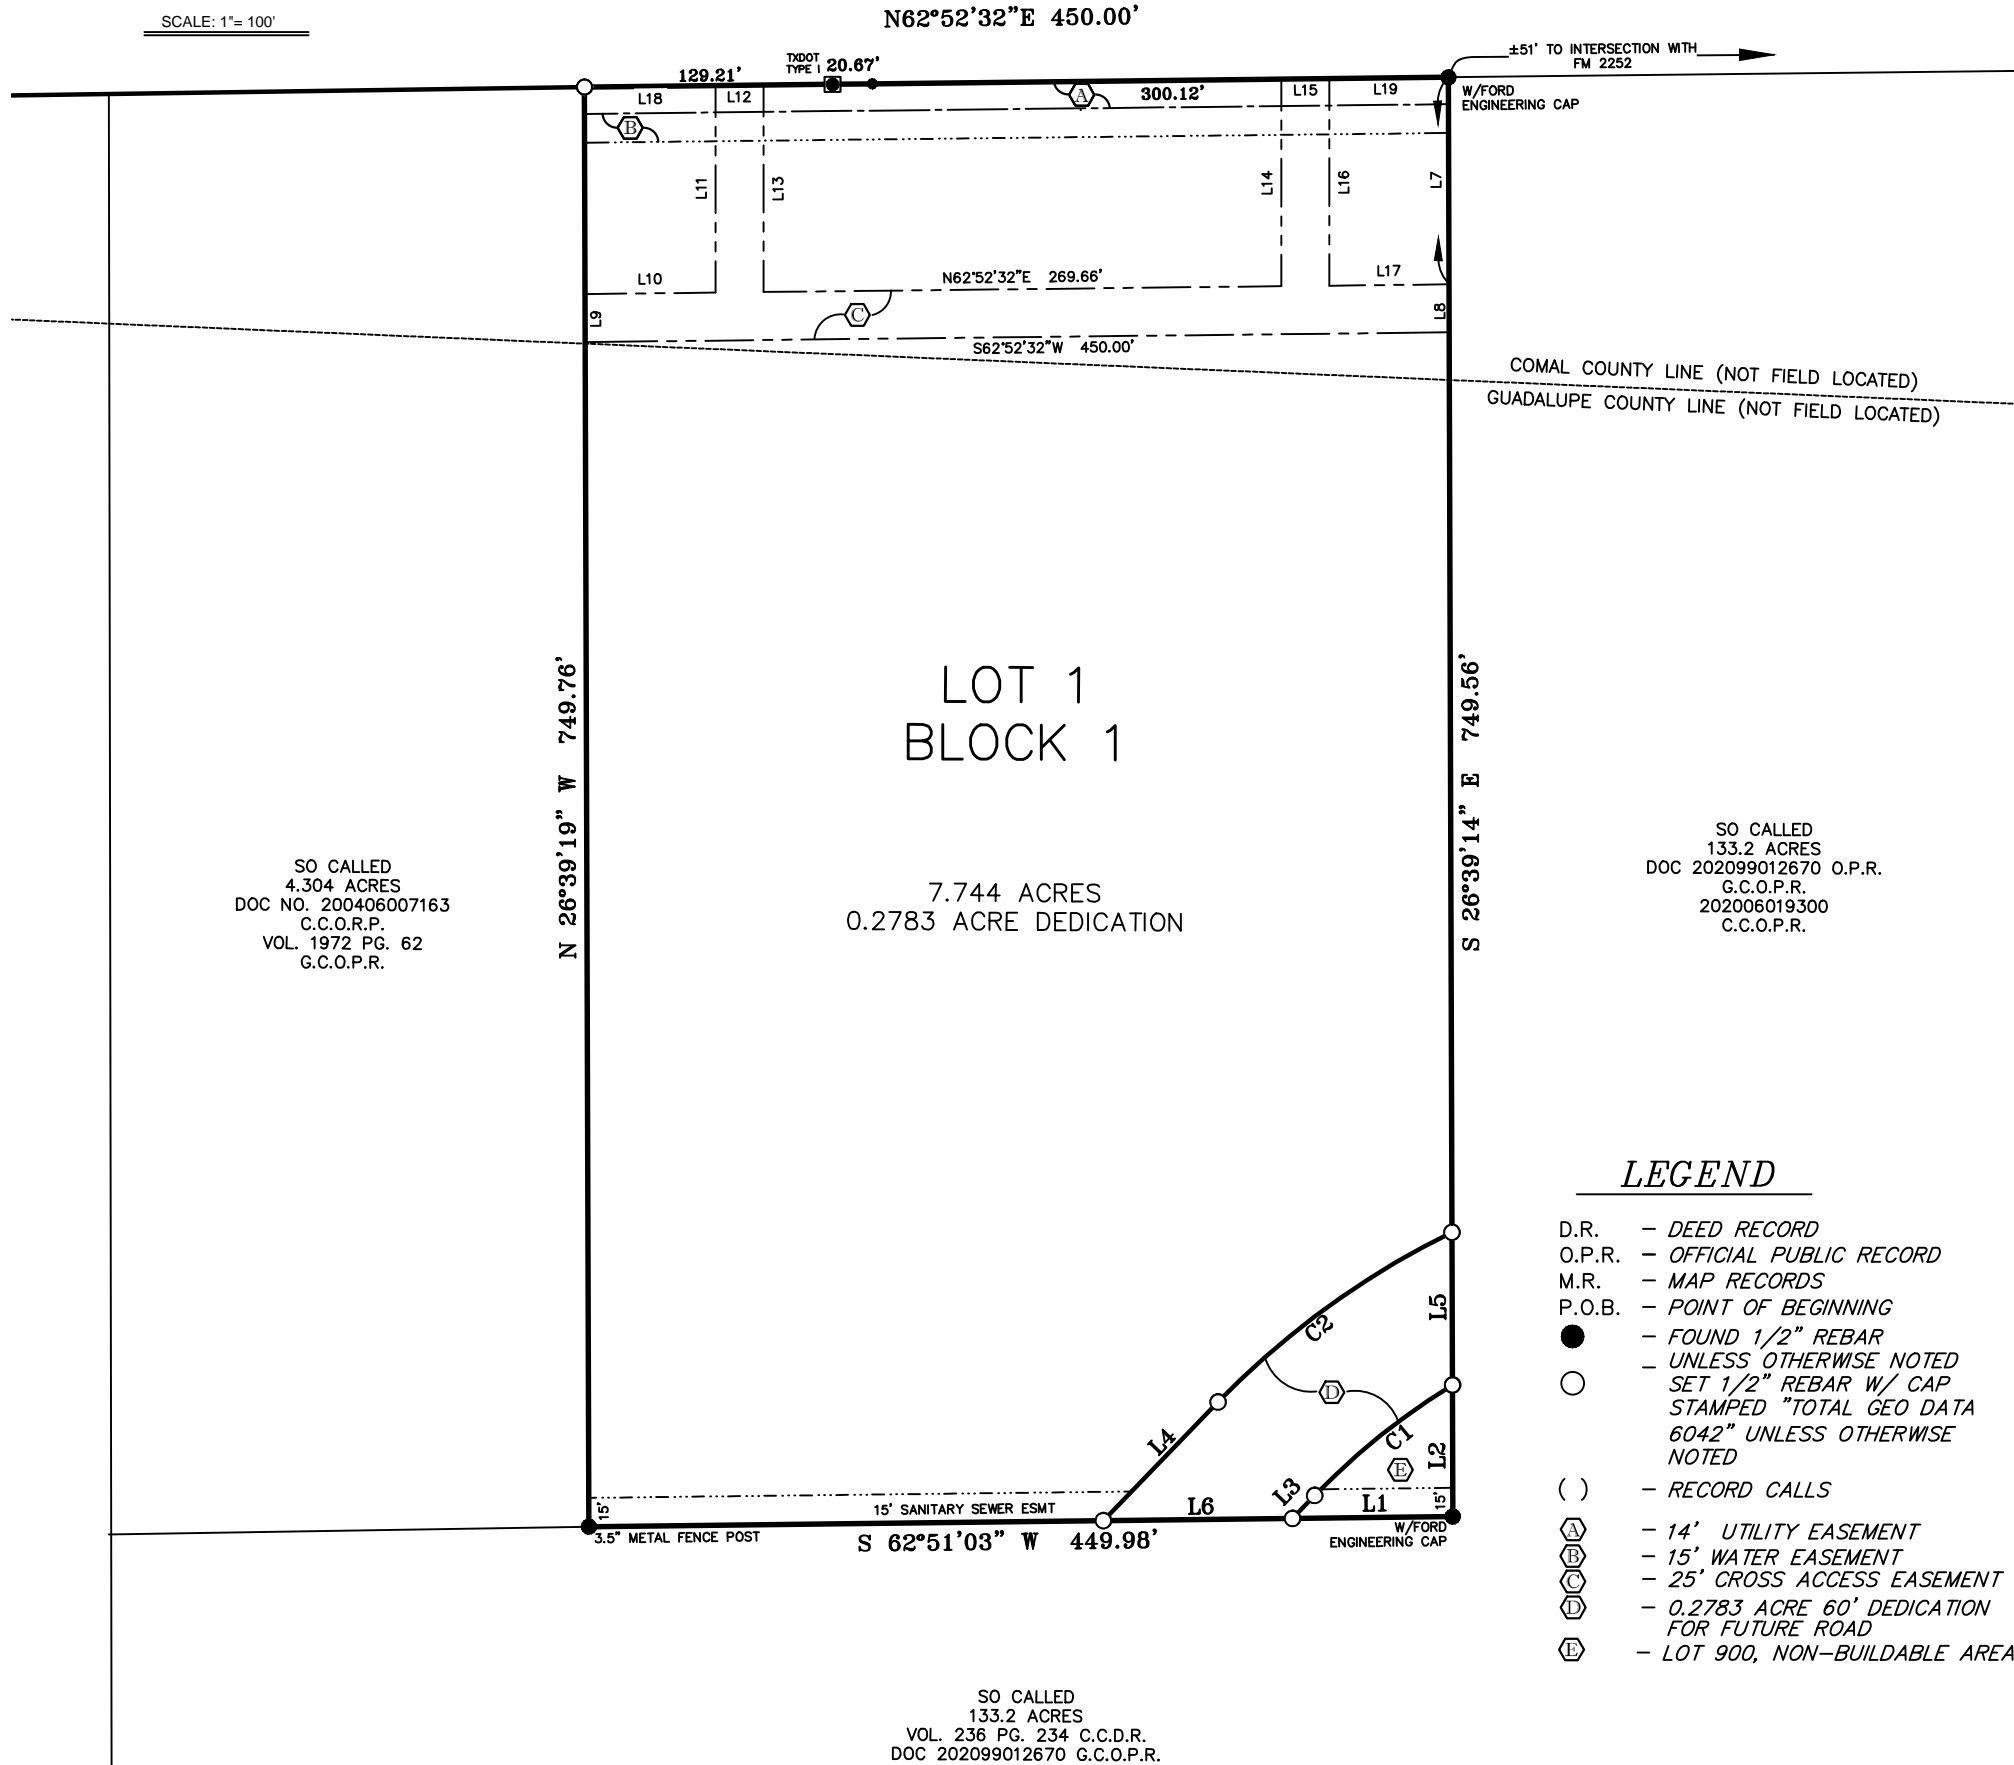 SCALE: 1"= 100'
N62°52'32"E 450.00'
±51' TO INTERSECTION WITH
FM 2252
129.21'
TXDOT
TYPE I
20.67'
300.12'
W/FORD
ENGINEERING CAP
L18
L12
A
L15
L19
B
L11
L13
L14
L16
L7
L10
N62°52'32"E 269.66'
L17
L9
C
L8
S62°52'32"W 450.00'
COMAL COUNTY LINE (NOT FIELD LOCATED)
GUADALUPE COUNTY LINE (NOT FIELD LOCATED)
N 26°39'19" W 749.76'
LOT 1
BLOCK 1
S 26°39'14" E 749.56'
7.744 ACRES
0.2783 ACRE DEDICATION
SO CALLED
4.304 ACRES
DOC NO. 200406007163
C.C.O.R.P.
VOL. 1972 PG. 62
G.C.O.P.R.
SO CALLED
133.2 ACRES
DOC 202099012670 O.P.R.
G.C.O.P.R.
202006019300
C.C.O.P.R.
C2
L5
D
L4
C1
L2
E
L3
L6
L1
15'
15' SANITARY SEWER ESMT
15'
3.5" METAL FENCE POST
S 62°51'03" W 449.98'
W/FORD
ENGINEERING CAP
LEGEND
D.R. - DEED RECORD
O.P.R. - OFFICIAL PUBLIC RECORD
M.R. - MAP RECORDS
P.O.B. - POINT OF BEGINNING
- FOUND 1/2" REBAR
UNLESS OTHERWISE NOTED
- SET 1/2" REBAR W/ CAP
STAMPED "TOTAL GEO DATA
6042" UNLESS OTHERWISE
NOTED
( ) - RECORD CALLS
A - 14' UTILITY EASEMENT
B - 15' WATER EASEMENT
C - 25' CROSS ACCESS EASEMENT
D - 0.2783 ACRE 60' DEDICATION
FOR FUTURE ROAD
E - LOT 900, NON-BUILDABLE AREA
SO CALLED
133.2 ACRES
VOL. 236 PG. 234 C.C.D.R.
DOC 202099012670 G.C.O.P.R.